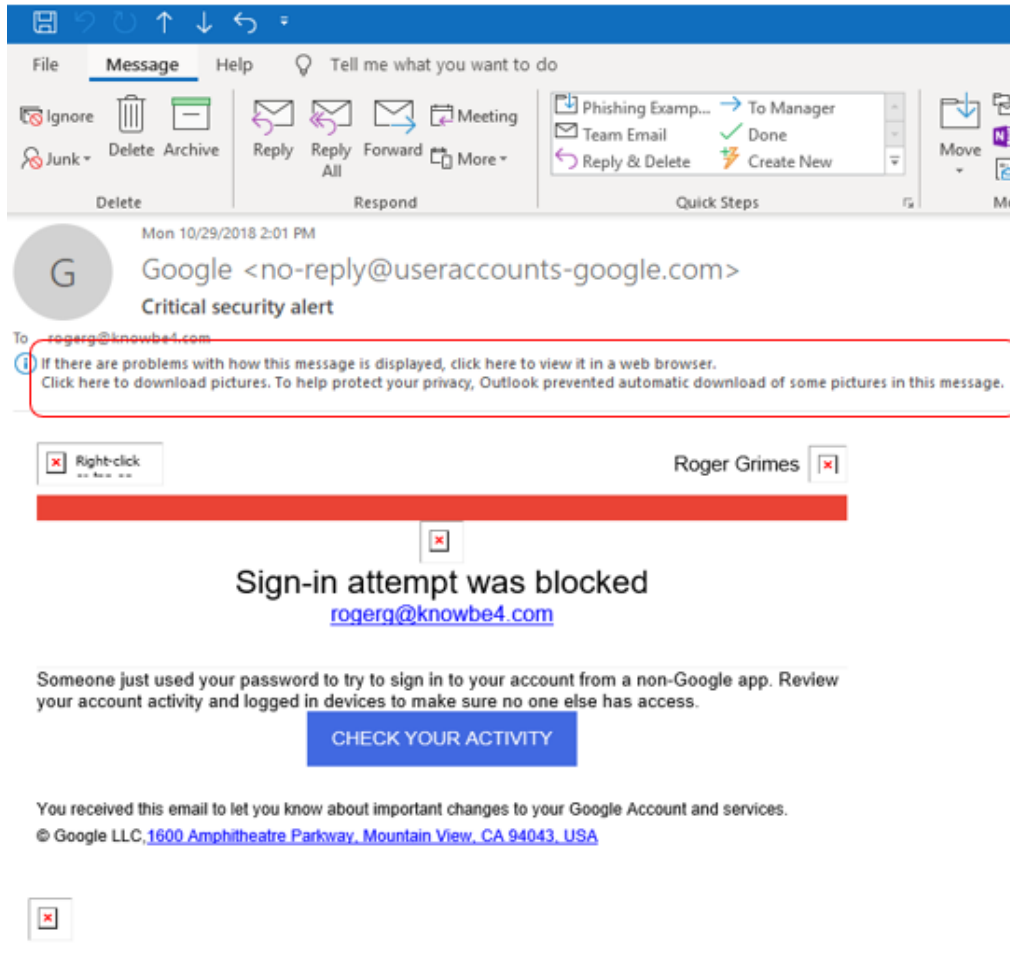 File Message Help Tell me what you want to do
Ignore
Junk
Delete Archive
Reply Reply All Forward
Meeting
More
Phishing Examp... To Manager
Team Email Done
Reply & Delete Create New
Move
Delete Respond Quick Steps
Mon 10/29/2018 2:01 PM
G
Google <no-reply@useraccounts-google.com>
Critical security alert
To rogerg@knowbe4.com
If there are problems with how this message is displayed, click here to view it in a web browser.
Click here to download pictures. To help protect your privacy, Outlook prevented automatic download of some pictures in this message.
Right-click
Roger Grimes
Sign-in attempt was blocked
rogerg@knowbe4.com
Someone just used your password to try to sign in to your account from a non-Google app. Review
your account activity and logged in devices to make sure no one else has access.
CHECK YOUR ACTIVITY
You received this email to let you know about important changes to your Google Account and services.
© Google LLC,1600 Amphitheatre Parkway, Mountain View, CA 94043, USA